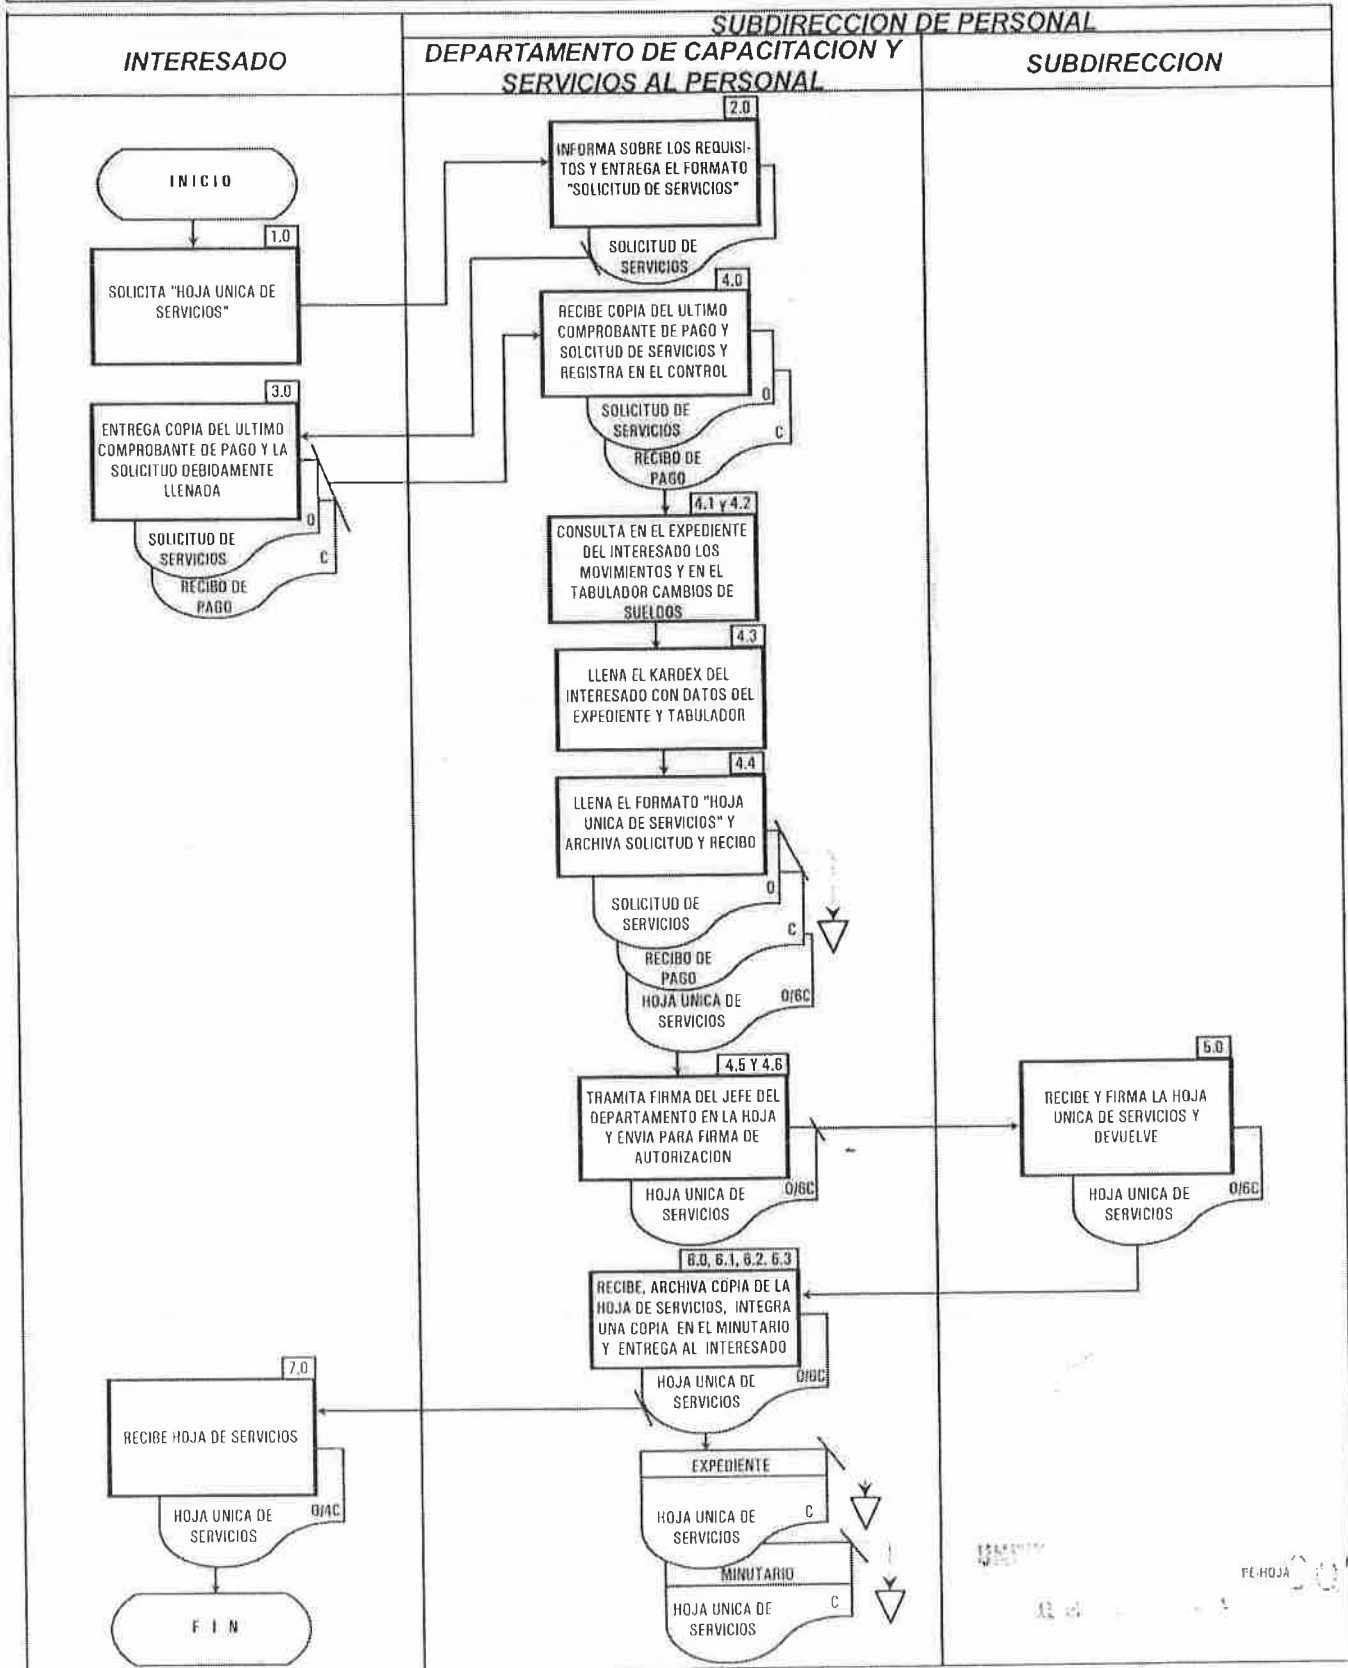 SUBDIRECCION DE PERSONAL
INTERESADO
DEPARTAMENTO DE CAPACITACION Y
SERVICIOS AL PERSONAL
SUBDIRECCION
INICIO
1.0
SOLICITA "HOJA UNICA DE
SERVICIOS"
2.0
INFORMA SOBRE LOS REQUISI-
TOS Y ENTREGA EL FORMATO
"SOLICITUD DE SERVICIOS"
SOLICITUD DE
SERVICIOS
3.0
ENTREGA COPIA DEL ULTIMO
COMPROBANTE DE PAGO Y LA
SOLICITUD DEBIDAMENTE
LLENADA
O
SOLICITUD DE
SERVICIOS
C
RECIBO DE
PAGO
4.0
RECIBE COPIA DEL ULTIMO
COMPROBANTE DE PAGO Y
SOLCITUD DE SERVICIOS Y
REGISTRA EN EL CONTROL
O
SOLICITUD DE
SERVICIOS
C
RECIBO DE
PAGO
4.1 y 4.2
CONSULTA EN EL EXPEDIENTE
DEL INTERESADO LOS
MOVIMIENTOS Y EN EL
TABULADOR CAMBIOS DE
SUELDOS
4.3
LLENA EL KARDEX DEL
INTERESADO CON DATOS DEL
EXPEDIENTE Y TABULADOR
4.4
LLENA EL FORMATO "HOJA
UNICA DE SERVICIOS" Y
ARCHIVA SOLICITUD Y RECIBO
O
SOLICITUD DE
SERVICIOS
C
RECIBO DE
PAGO
HOJA UNICA DE
SERVICIOS
O/6C
4.5 Y 4.6
TRAMITA FIRMA DEL JEFE DEL
DEPARTAMENTO EN LA HOJA
Y ENVIA PARA FIRMA DE
AUTORIZACION
HOJA UNICA DE
SERVICIOS
O/6C
5.0
RECIBE Y FIRMA LA HOJA
UNICA DE SERVICIOS Y
DEVUELVE
HOJA UNICA DE
SERVICIOS
O/6C
6.0, 6.1, 6.2. 6.3
RECIBE, ARCHIVA COPIA DE LA
HOJA DE SERVICIOS, INTEGRA
UNA COPIA EN EL MINUTARIO
Y ENTREGA AL INTERESADO
HOJA UNICA DE
SERVICIOS
O/6C
7,0
RECIBE HOJA DE SERVICIOS
HOJA UNICA DE
SERVICIOS
O/4C
EXPEDIENTE
HOJA UNICA DE
SERVICIOS
C
MINUTARIO
HOJA UNICA DE
SERVICIOS
C
F I N
PE-HOJA